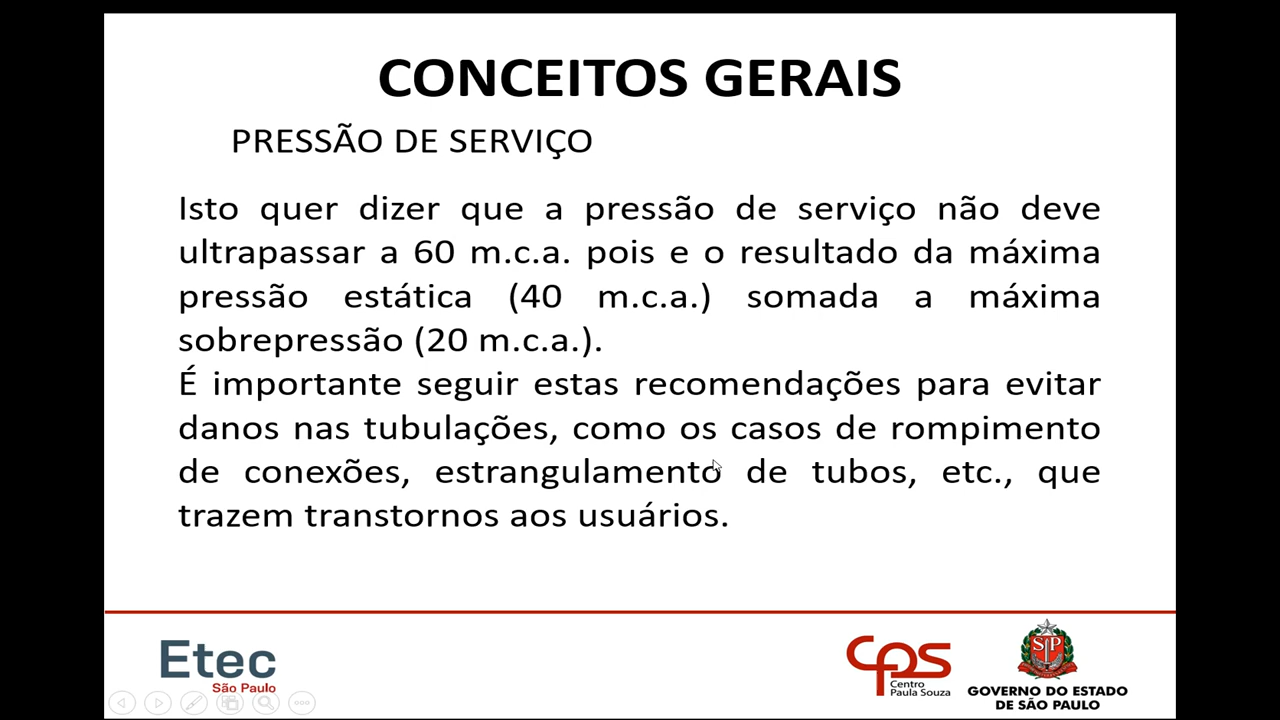 CONCEITOS GERAIS
PRESSÃO DE SERVIÇO
Isto quer dizer que a pressão de serviço não deve
ultrapassar a 60 m.c.a. pois e o resultado da máxima
pressão estática (40 m.c.a.) somada a máxima
sobrepressão (20 m.c.a.).
É importante seguir estas recomendações para evitar
danos nas tubulações, como os casos de rompimento
de conexões, estrangulamento de tubos, etc., que
trazem transtornos aos usuários.
Etec
São Paulo
cps
Centro
Paula Souza
SP
GOVERNO DO ESTADO
DE SÃO PAULO